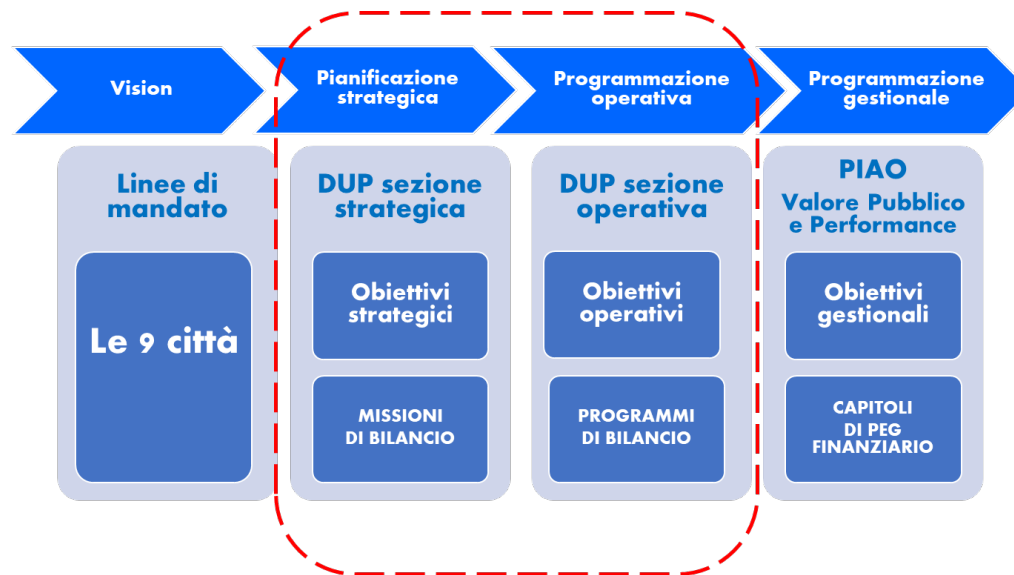 Vision
Pianificazione
strategica
Programmazione
operativa
Programmazione
gestionale
Linee di
mandato
Le 9 città
DUP sezione
strategica
Obiettivi
strategici
MISSIONI
DI BILANCIO
DUP sezione
operativa
Obiettivi
operativi
PROGRAMMI
DI BILANCIO
PIAO
Valore Pubblico
e Performance
Obiettivi
gestionali
CAPITOLI
DI PEG
FINANZIARIO